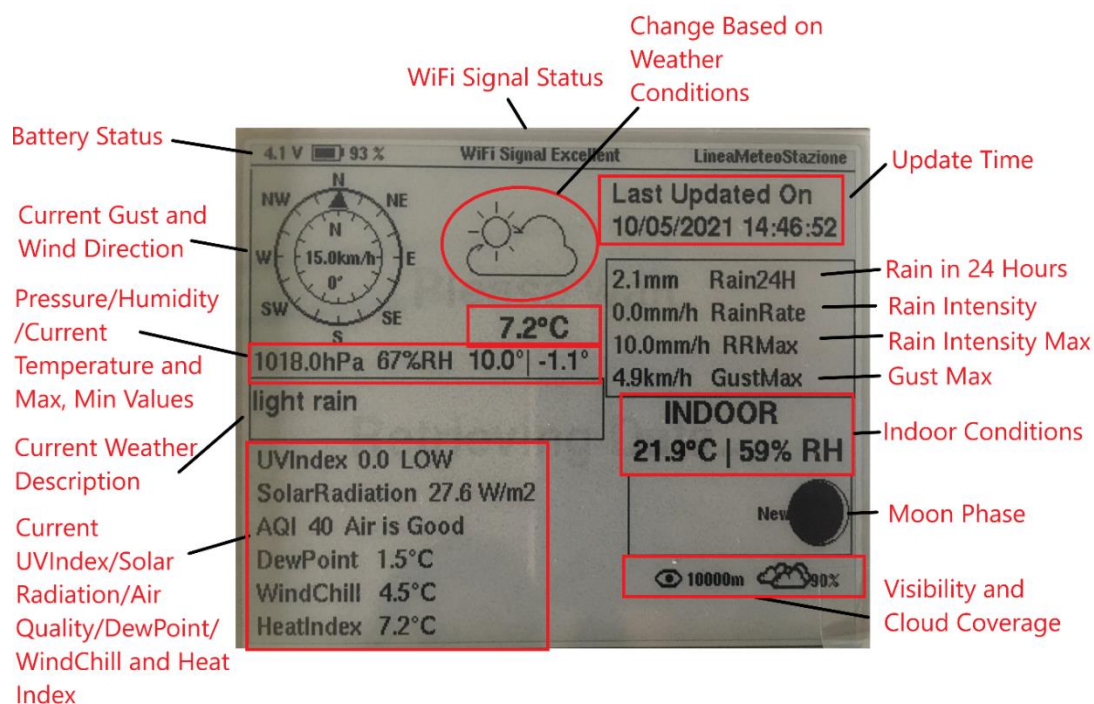 Change Based on
Weather
Conditions
WiFi Signal Status
Battery Status
4.1 V 93 % WiFi Signal Excellent LineaMeteoStazione
Update Time
Last Updated On
10/05/2021 14:46:52
N
NW NE
N
W 15.0km/h E
0°
SW SE
S
Current Gust and
Wind Direction
7.2°C
2.1mm Rain24H
0.0mm/h RainRate
10.0mm/h RRMax
4.9km/h GustMax
Rain in 24 Hours
Rain Intensity
Rain Intensity Max
Gust Max
Pressure/Humidity
/Current
Temperature and
Max, Min Values
1018.0hPa 67%RH 10.0°| -1.1°
light rain
Retrieving
Current Weather
Description
INDOOR
21.9°C | 59% RH
Indoor Conditions
UVIndex 0.0 LOW
SolarRadiation 27.6 W/m2
AQI 40 Air is Good
DewPoint 1.5°C
WindChill 4.5°C
HeatIndex 7.2°C
Current
UVIndex/Solar
Radiation/Air
Quality/DewPoint/
WindChill and Heat
Index
New
Moon Phase
10000m 90%
Visibility and
Cloud Coverage